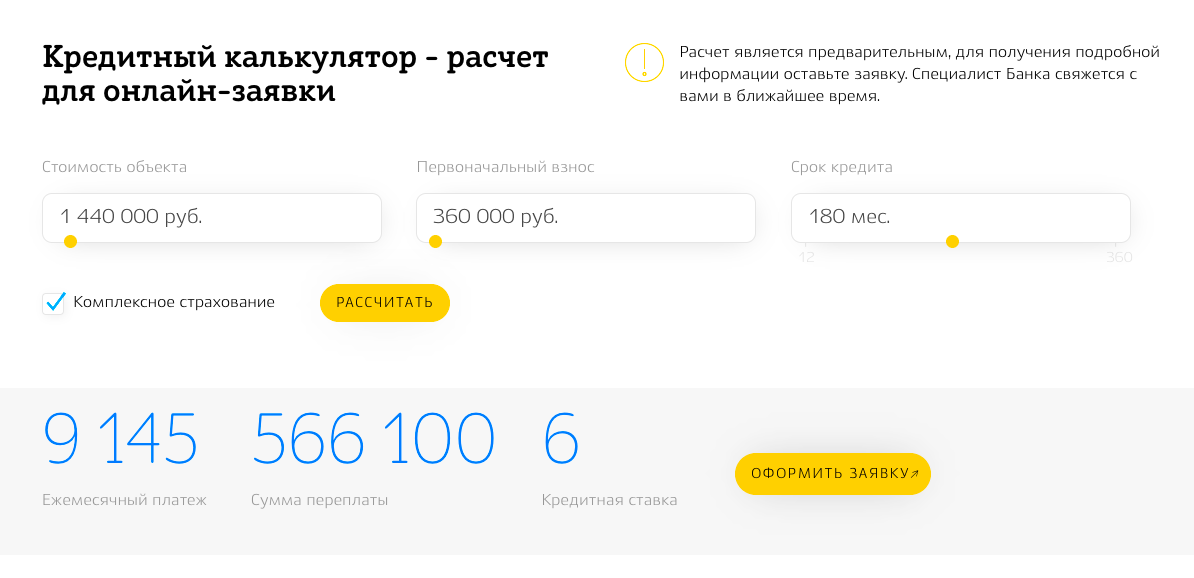 Кредитный калькулятор - расчет
для онлайн-заявки
Расчет является предварительным, для получения подробной
информации оставьте заявку. Специалист Банка свяжется с
вами в ближайшее время.
Стоимость объекта
Первоначальный взнос
Срок кредита
1 440 000 руб.
360 000 руб.
180 мес.
12
360
Комплексное страхование
РАССЧИТАТЬ
9 145
566 100
6
Ежемесячный платеж
Сумма переплаты
Кредитная ставка
ОФОРМИТЬ ЗАЯВКУ↗